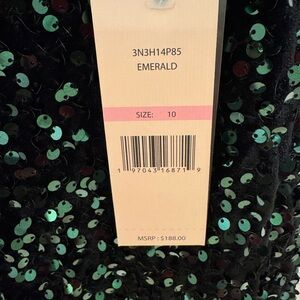 3N3H14P85
EMERALD
SIZE: 10
1 97043 16871 9
MSRP : $188.00